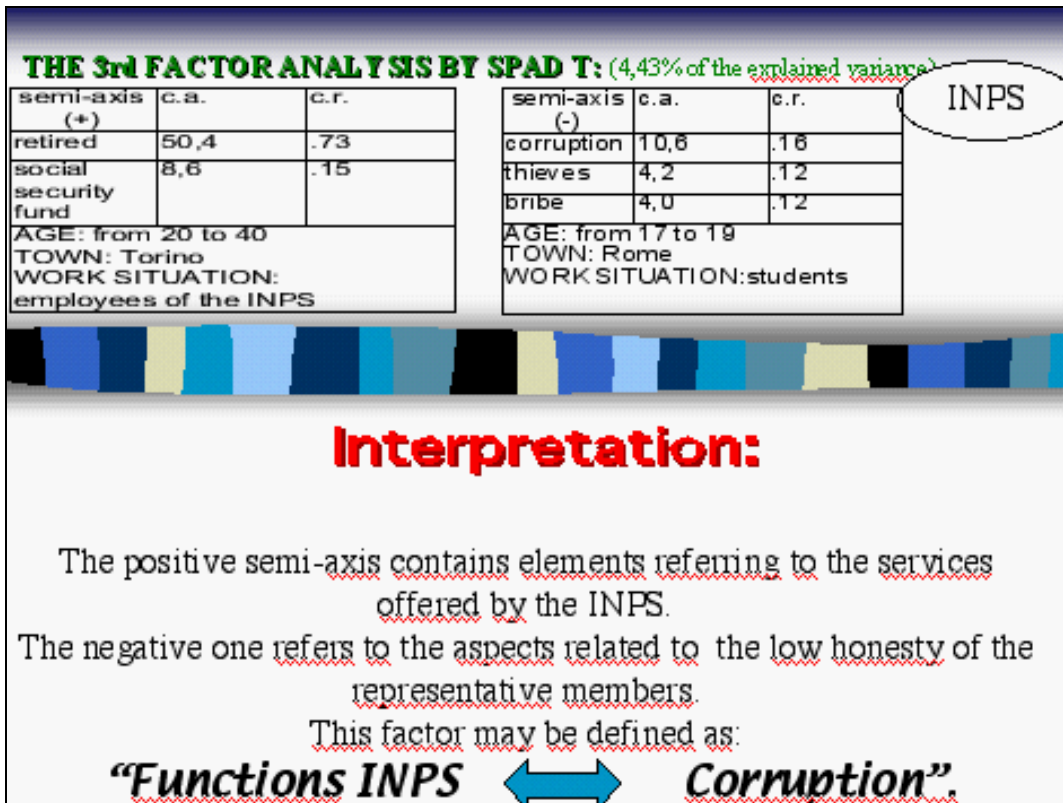 THE 3rd FACTOR ANALYSIS BY SPAD T: (4,43% of the explained variance)
INPS
semi-axis (+) c.a. c.r.
retired 50,4 .73
social security fund 8,6 .15
AGE: from 20 to 40
TOWN: Torino
WORK SITUATION:
employees of the INPS
semi-axis (-) c.a. c.r.
corruption 10,6 .16
thieves 4,2 .12
bribe 4,0 .12
AGE: from 17 to 19
TOWN: Rome
WORK SITUATION:students
Interpretation:
The positive semi-axis contains elements referring to the services
offered by the INPS.
The negative one refers to the aspects related to the low honesty of the
representative members.
This factor may be defined as:
“Functions INPS Corruption”.